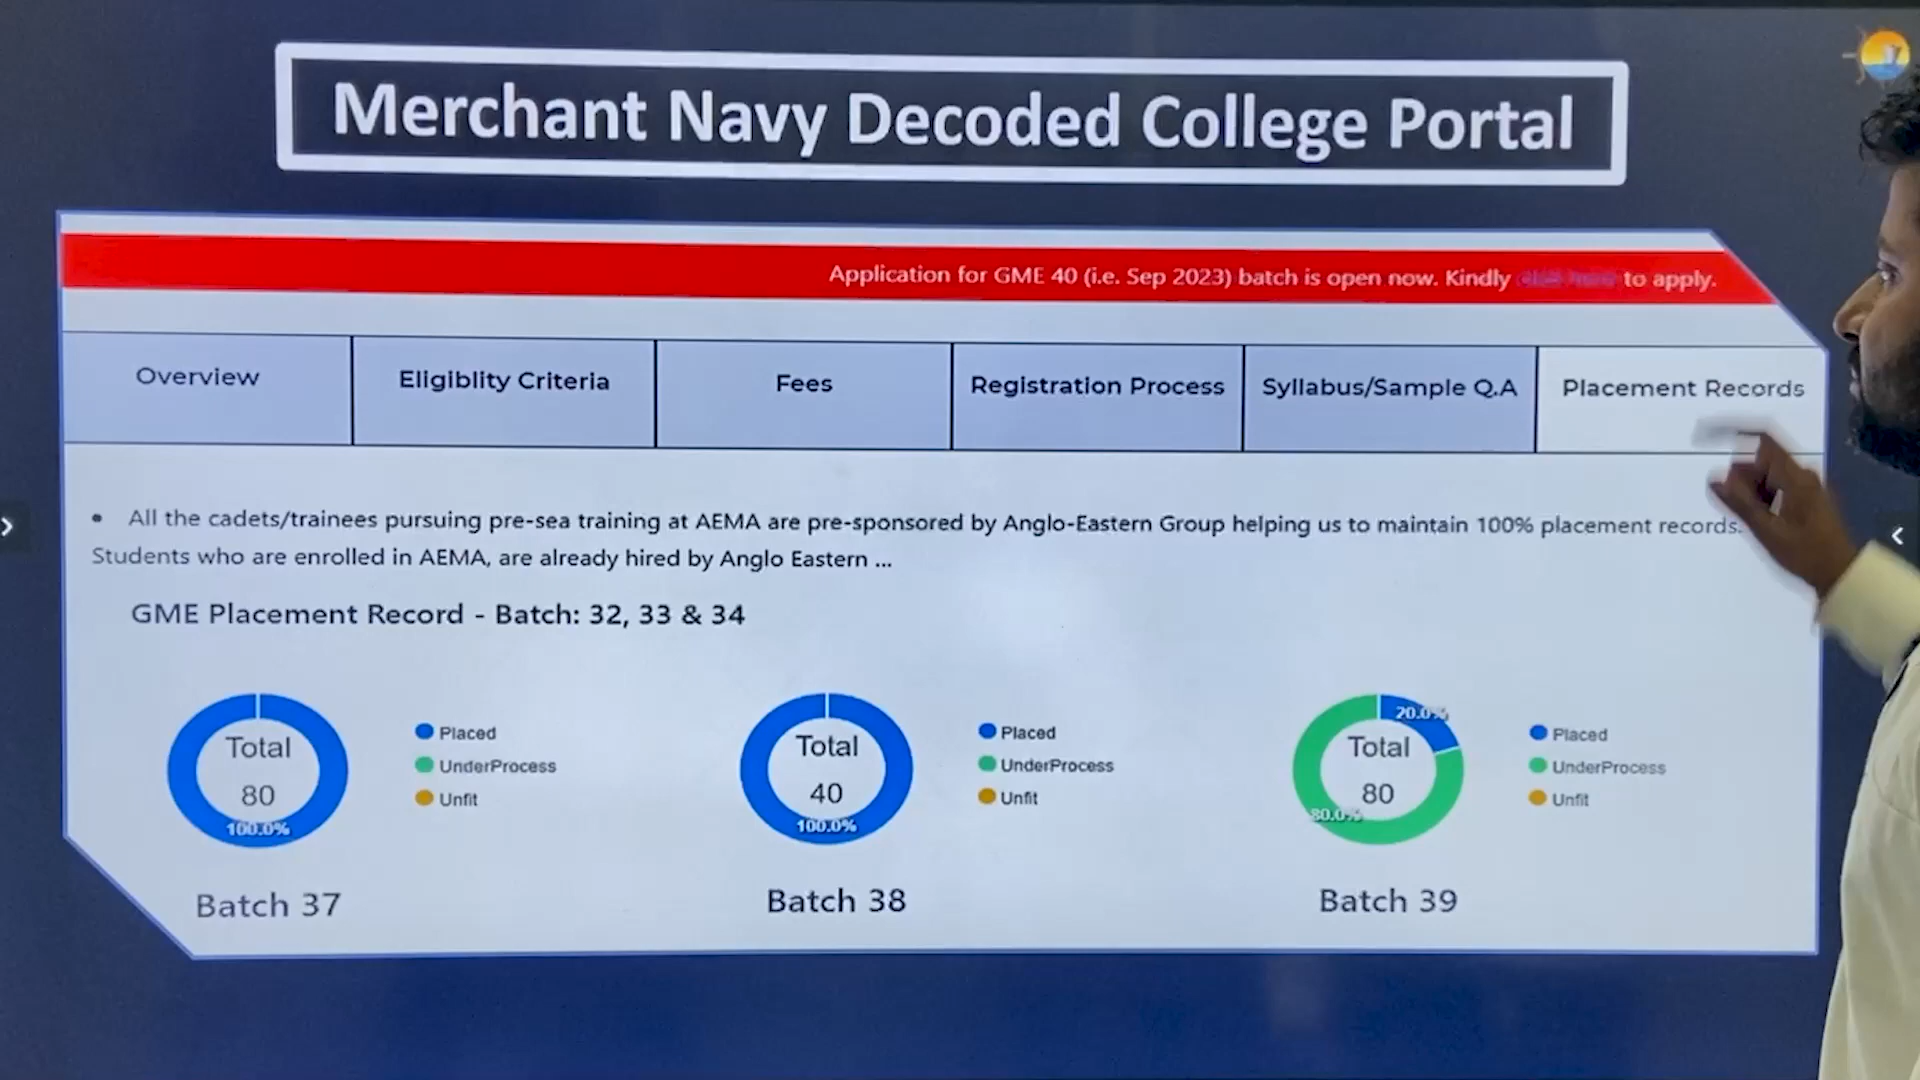 Merchant Navy Decoded College Portal
Application for GME 40 (i.e. Sep 2023) batch is open now. Kindly click here to apply.
Overview
Eligiblity Criteria
Fees
Registration Process
Syllabus/Sample Q.A
Placement Records
• All the cadets/trainees pursuing pre-sea training at AEMA are pre-sponsored by Anglo-Eastern Group helping us to maintain 100% placement records.
Students who are enrolled in AEMA, are already hired by Anglo Eastern ...
GME Placement Record - Batch: 32, 33 & 34
Total
80
100.0%
Placed
UnderProcess
Unfit
Batch 37
Total
40
100.0%
Placed
UnderProcess
Unfit
Batch 38
20.0%
Total
80
80.0%
Placed
UnderProcess
Unfit
Batch 39